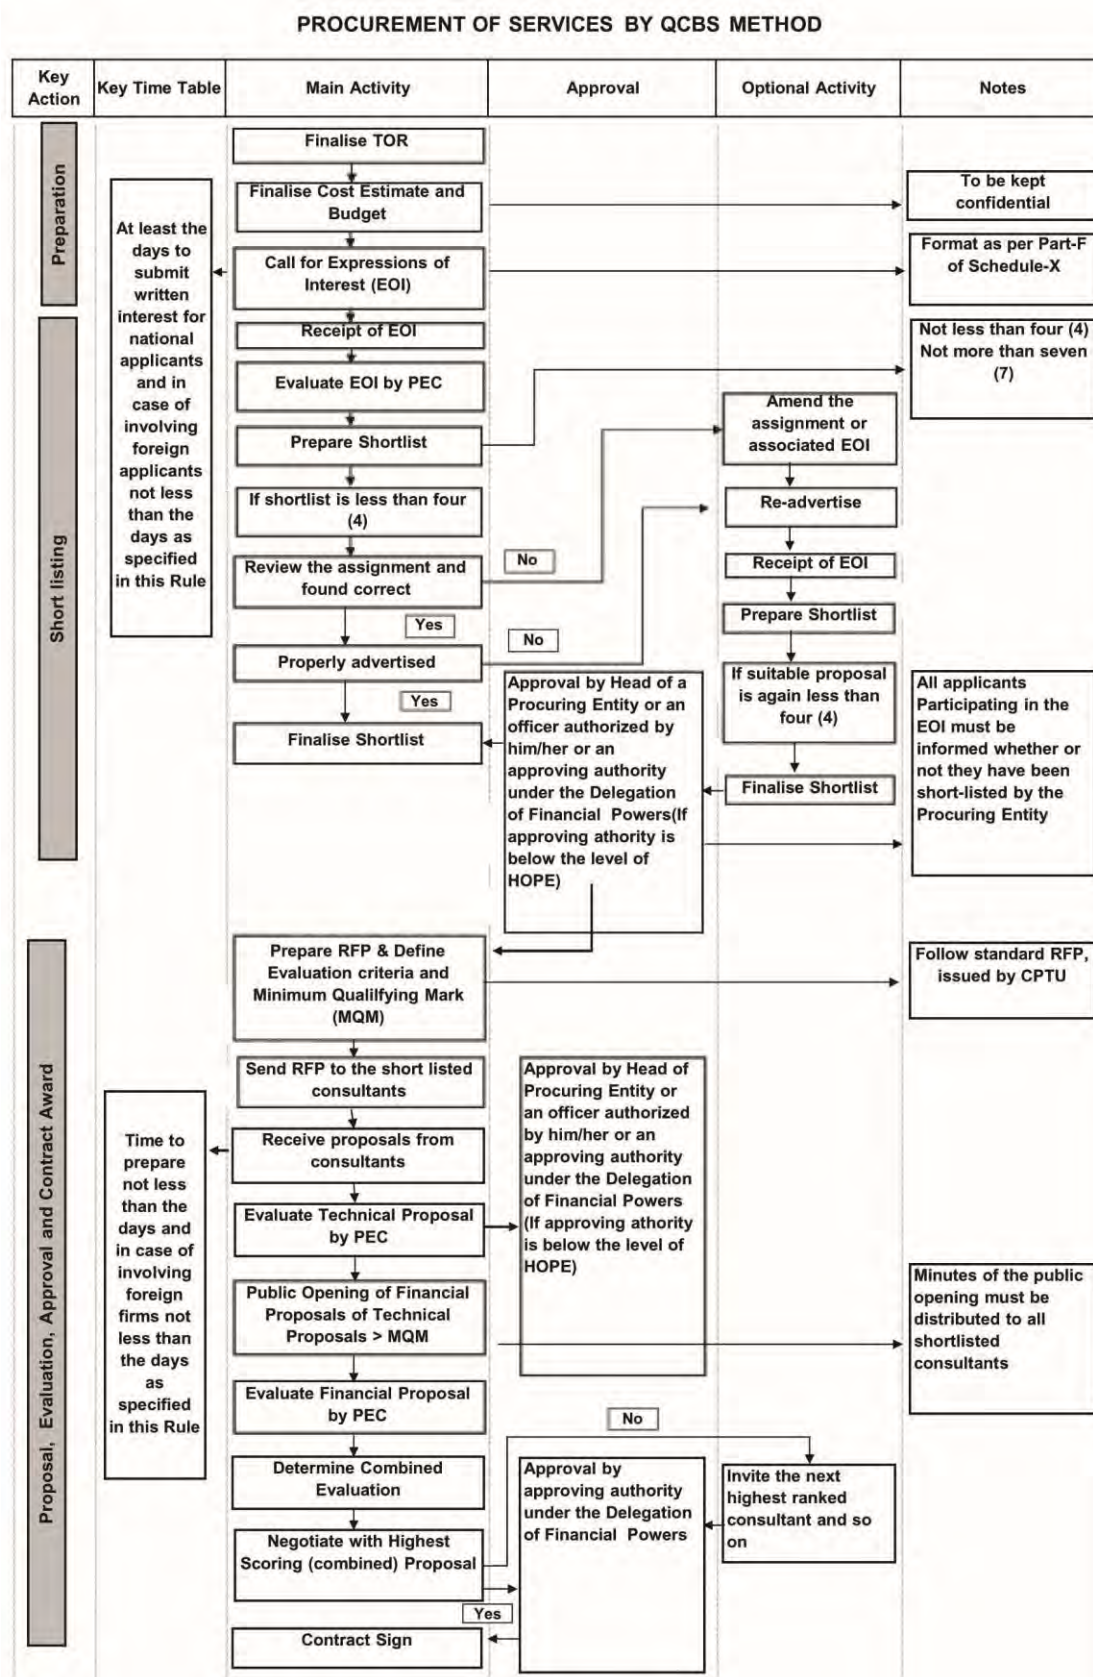 PROCUREMENT OF SERVICES BY QCBS METHOD
Key
Action
Key Time Table
Main Activity
Approval
Optional Activity
Notes
Preparation
Finalise TOR
Finalise Cost Estimate and
Budget
To be kept
confidential
At least the
days to
submit
written
interest for
national
applicants
and in
case of
involving
foreign
applicants
not less
than the
days as
specified
in this Rule
Call for Expressions of
Interest (EOI)
Format as per Part-F
of Schedule-X
Short listing
Receipt of EOI
Evaluate EOI by PEC
Not less than four (4)
Not more than seven
(7)
Prepare Shortlist
Amend the
assignment or
associated EOI
If shortlist is less than four
(4)
Re-advertise
Review the assignment and
found correct
No
Receipt of EOI
Yes
Prepare Shortlist
Properly advertised
No
Yes
If suitable proposal
is again less than
four (4)
Finalise Shortlist
Approval by Head of a
Procuring Entity or an
officer authorized by
him/her or an
approving authority
under the Delegation
of Financial Powers(If
approving athority is
below the level of
HOPE)
Finalise Shortlist
All applicants
Participating in the
EOI must be
informed whether or
not they have been
short-listed by the
Procuring Entity
Proposal, Evaluation, Approval and Contract Award
Prepare RFP & Define
Evaluation criteria and
Minimum Qualilfying Mark
(MQM)
Follow standard RFP,
issued by CPTU
Send RFP to the short listed
consultants
Time to
prepare
not less
than the
days and
in case of
involving
foreign
firms not
less than
the days
as
specified
in this Rule
Receive proposals from
consultants
Evaluate Technical Proposal
by PEC
Approval by Head of
Procuring Entity or
an officer authorized
by him/her or an
approving authority
under the Delegation
of Financial Powers
(If approving athority
is below the level of
HOPE)
Public Opening of Financial
Proposals of Technical
Proposals > MQM
Minutes of the public
opening must be
distributed to all
shortlisted
consultants
Evaluate Financial Proposal
by PEC
No
Determine Combined
Evaluation
Approval by
approving authority
under the Delegation
of Financial Powers
Invite the next
highest ranked
consultant and so
on
Negotiate with Highest
Scoring (combined) Proposal
Yes
Contract Sign